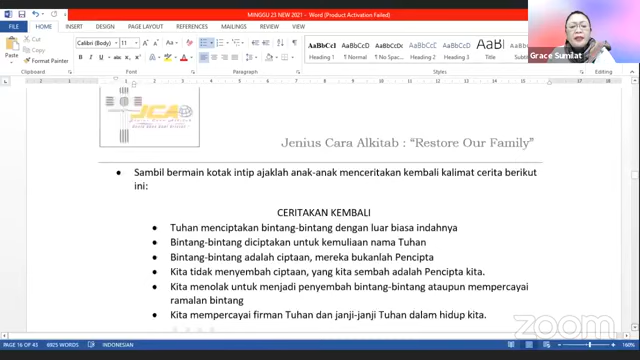 MINGGU 23 NEW 2021 - Word (Product Activation Failed)
FILE HOME INSERT DESIGN PAGE LAYOUT REFERENCES MAILINGS REVIEW VIEW
Grace Sumilat
Cut
Copy
Format Painter
Paste
Calibri (Body) 11
Heading 1 ¶ Normal ¶ No Spac... Heading 2 Heading 3 Title Subtitle
Clipboard Font Paragraph Styles Editing
JCA
Jenius Cara Alkitab : “Restore Our Family”
• Sambil bermain kotak intip ajaklah anak-anak menceritakan kembali kalimat cerita berikut
ini:
CERITAKAN KEMBALI
• Tuhan menciptakan bintang-bintang dengan luar biasa indahnya
• Bintang-bintang diciptakan untuk kemuliaan nama Tuhan
• Bintang-bintang adalah ciptaan, mereka bukanlah Pencipta
• Kita tidak menyembah ciptaan, yang kita sembah adalah Pencipta kita.
• Kita menolak untuk menjadi penyembah bintang-bintang ataupun mempercayai
ramalan bintang
• Kita mempercayai firman Tuhan dan janji-janji Tuhan dalam hidup kita.
zoom
PAGE 16 OF 43 6925 WORDS INDONESIAN 160%